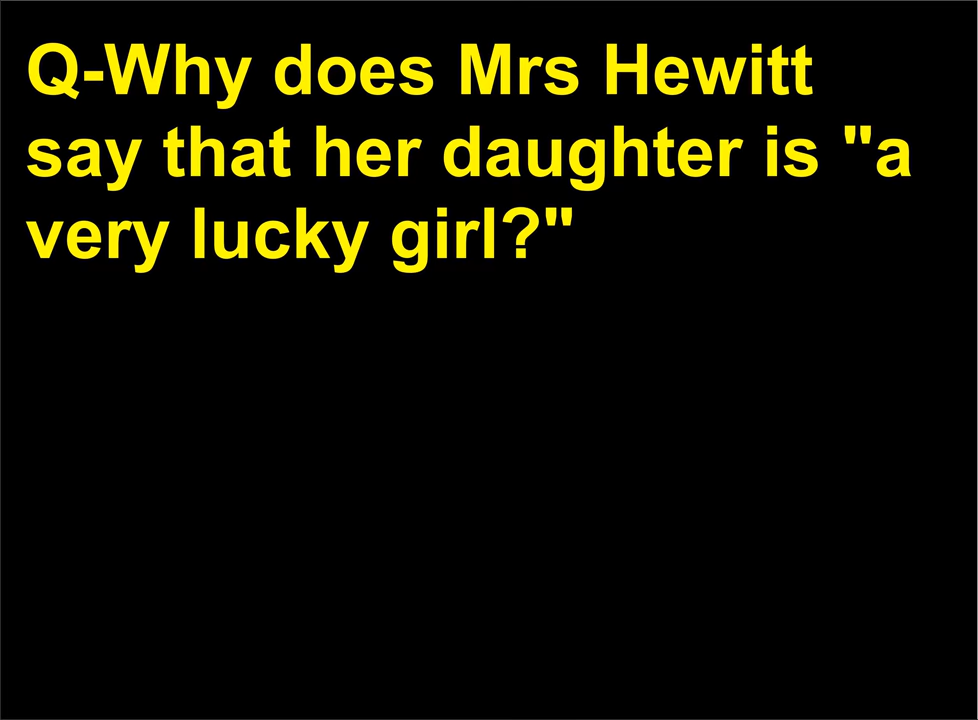 Q-Why does Mrs Hewitt
say that her daughter is "a
very lucky girl?"